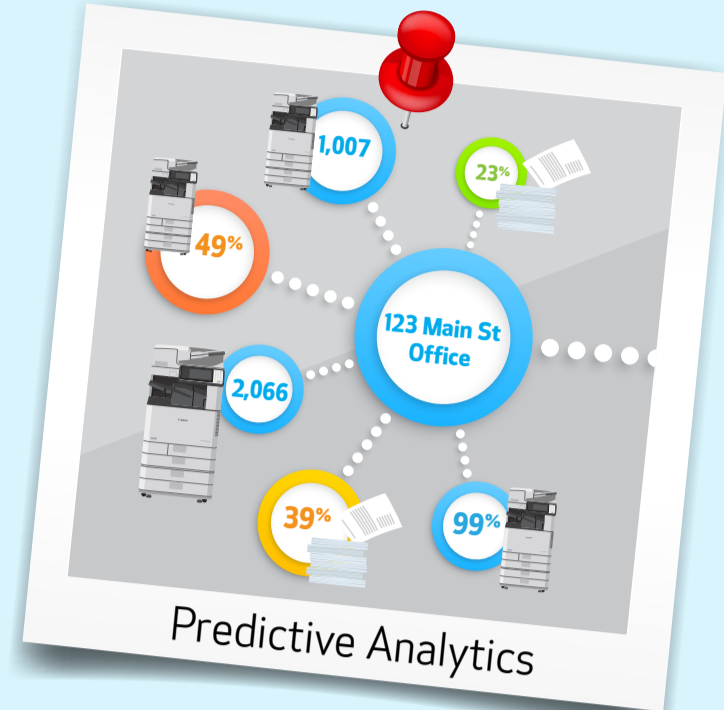 1,007
23%
49%
123 Main St
Office
2,066
39%
99%
Predictive Analytics